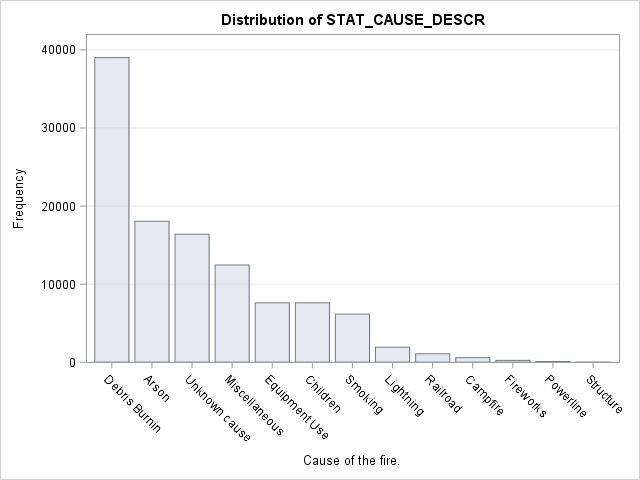 Distribution of STAT_CAUSE_DESCR
Frequency
40000
30000
20000
10000
0
Debris Burnin
Arson
Unknown cause
Miscellaneous
Equipment Use
Children
Smoking
Lightning
Railroad
Campfire
Fireworks
Powerline
Structure
Cause of the fire.